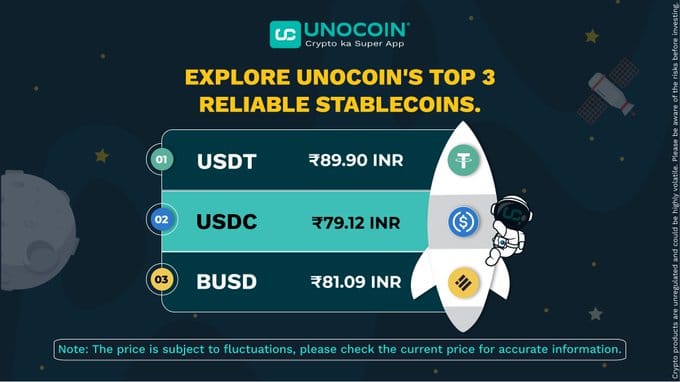 UNOCOIN
Crypto ka Super App
EXPLORE UNOCOIN'S TOP 3
RELIABLE STABLECOINS.
01 USDT ₹89.90 INR
02 USDC ₹79.12 INR
03 BUSD ₹81.09 INR
Note: The price is subject to fluctuations, please check the current price for accurate information.
Crypto products are unregulated and could be highly volatile. Please be aware of the risks before investing.